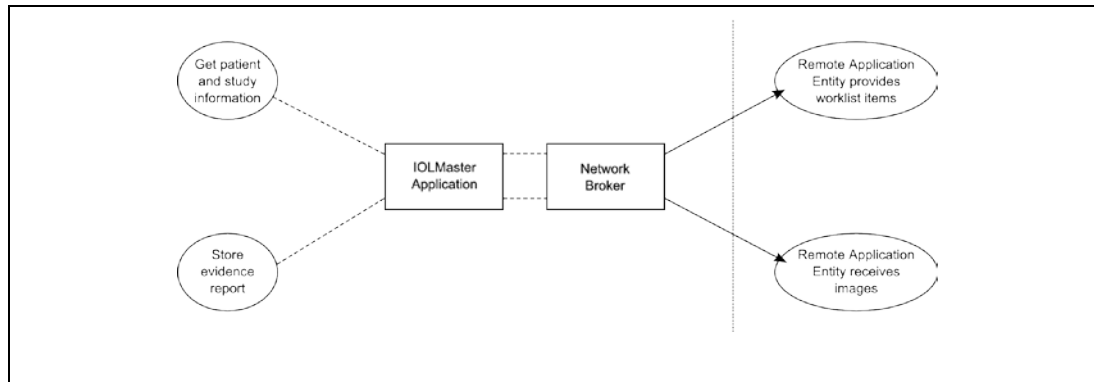 Get patient
and study
information
Remote Application
Entity provides
worklist items
IOLMaster
Application
Network
Broker
Store
evidence
report
Remote Application
Entity receives
images